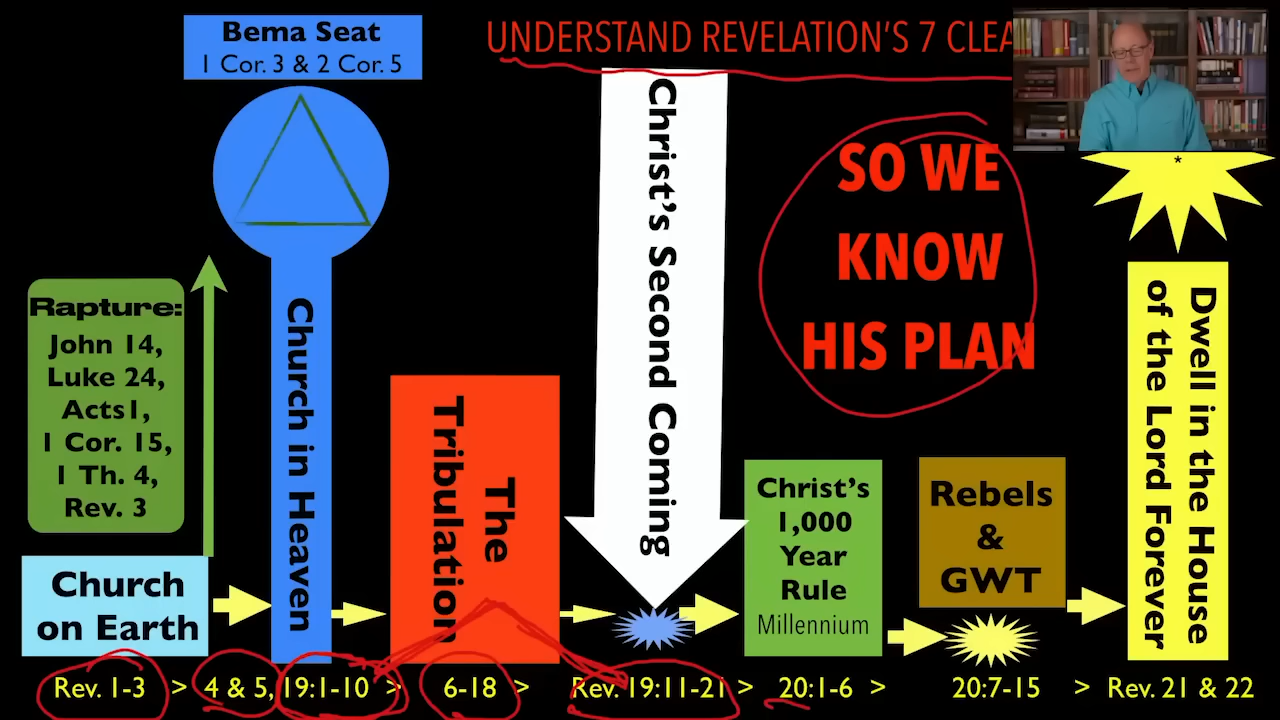 Bema Seat
1 Cor. 3 & 2 Cor. 5
UNDERSTAND REVELATION'S 7 CLEA
Christ's Second Coming
SO WE
KNOW
HIS PLAN
*
Rapture:
John 14,
Luke 24,
Acts1,
1 Cor. 15,
1 Th. 4,
Rev. 3
Church
on Earth
Church in Heaven
The
Tribulation
Christ's
1,000
Year
Rule
Millennium
Rebels
&
GWT
Dwell in the House
of the Lord Forever
Rev. 1-3 > 4 & 5, 19:1-10 > 6-18 > Rev. 19:11-21 > 20:1-6 > 20:7-15 > Rev. 21 & 22